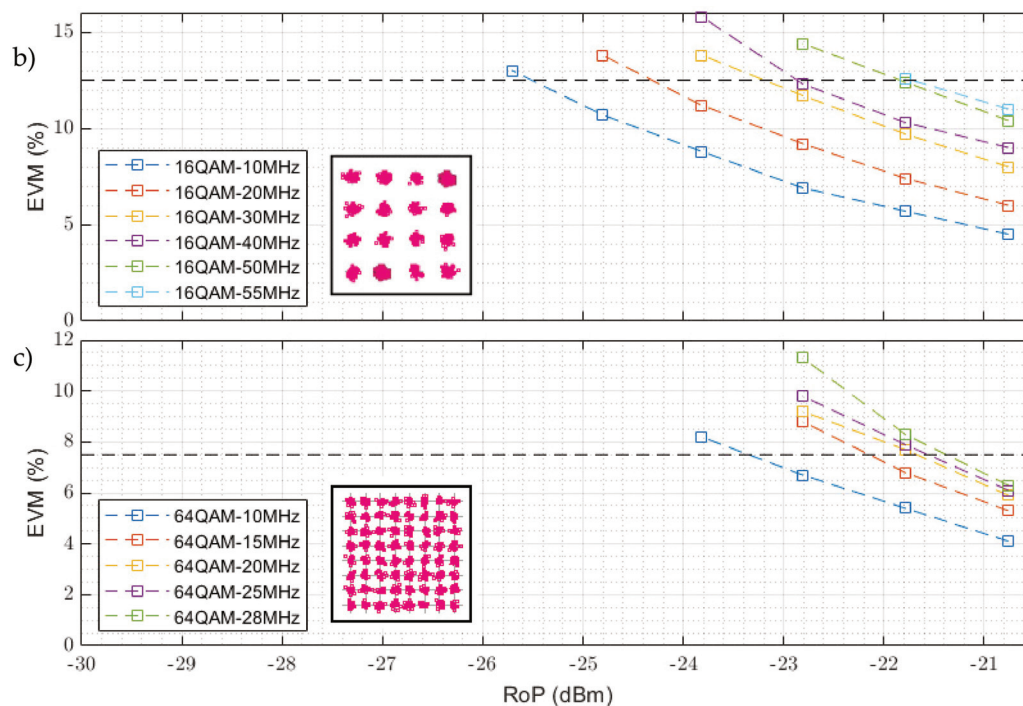 b)
EVM (%)
15
10
5
0
16QAM-10MHz
16QAM-20MHz
16QAM-30MHz
16QAM-40MHz
16QAM-50MHz
16QAM-55MHz
c)
EVM (%)
12
10
8
6
4
2
0
64QAM-10MHz
64QAM-15MHz
64QAM-20MHz
64QAM-25MHz
64QAM-28MHz
-30 -29 -28 -27 -26 -25 -24 -23 -22 -21
RoP (dBm)